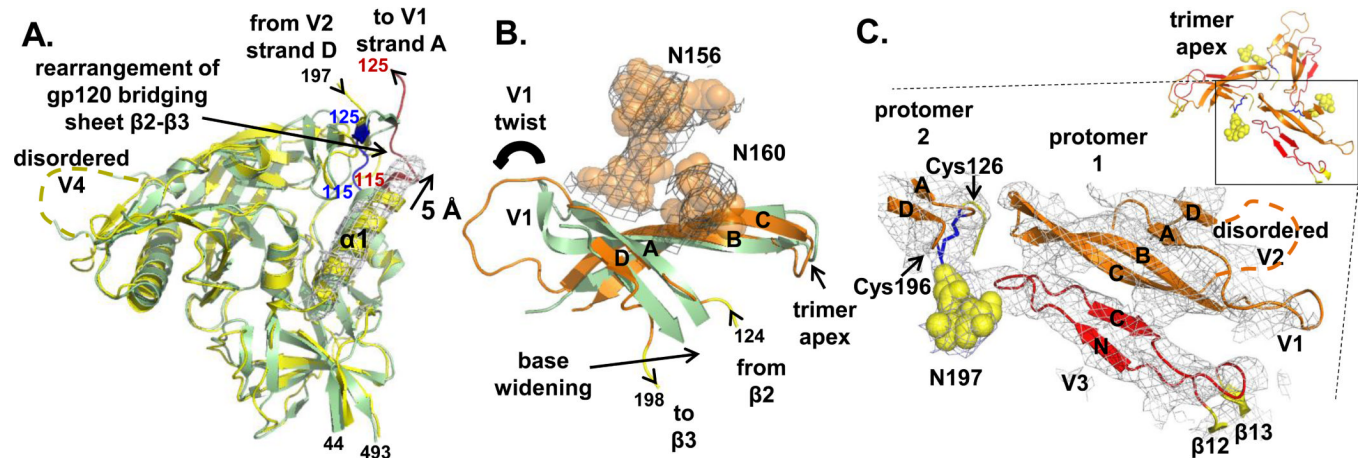 A.
from V2
strand D
to V1
strand A
197
125
rearrangement of
gp120 bridging
sheet β2-β3
125
disordered
V4
115
115
5 Å
α1
44
493
B.
N156
V1
twist
N160
V1
C
B
A
D
trimer
apex
base
widening
124
from
β2
198
to
β3
C.
trimer
apex
protomer
2
protomer
1
Cys126
A
D
D
disordered
V2
A
B
C
Cys196
C
N
V1
N197
V3
β13
β12